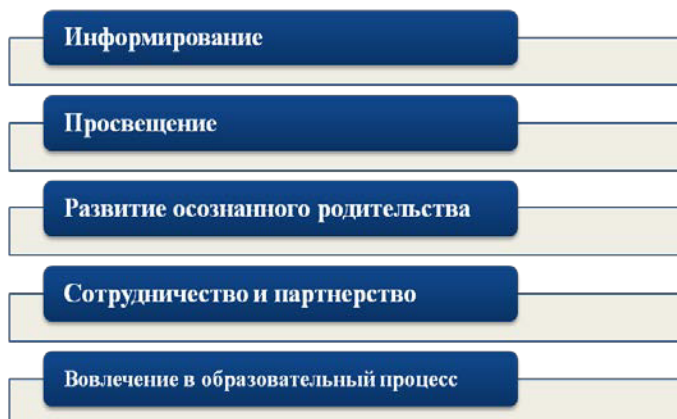 Информирование
Просвещение
Развитие осознанного родительства
Сотрудничество и партнерство
Вовлечение в образовательный процесс